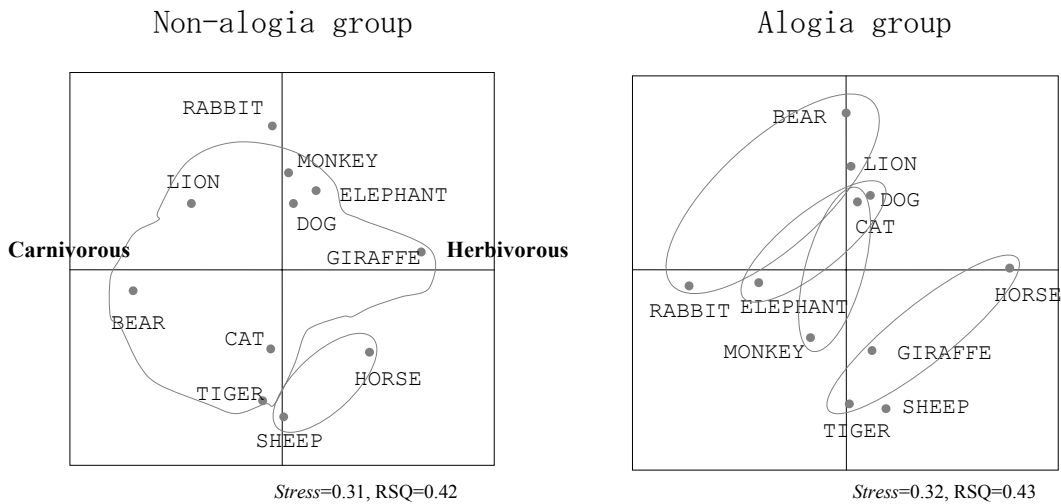 Non-alogia group
RABBIT
MONKEY
LION
ELEPHANT
DOG
Carnivorous
GIRAFFE
Herbivorous
BEAR
CAT
TIGER
HORSE
SHEEP
Stress=0.31, RSQ=0.42
Alogia group
BEAR
LION
DOG
CAT
RABBIT
ELEPHANT
HORSE
MONKEY
GIRAFFE
TIGER
SHEEP
Stress=0.32, RSQ=0.43